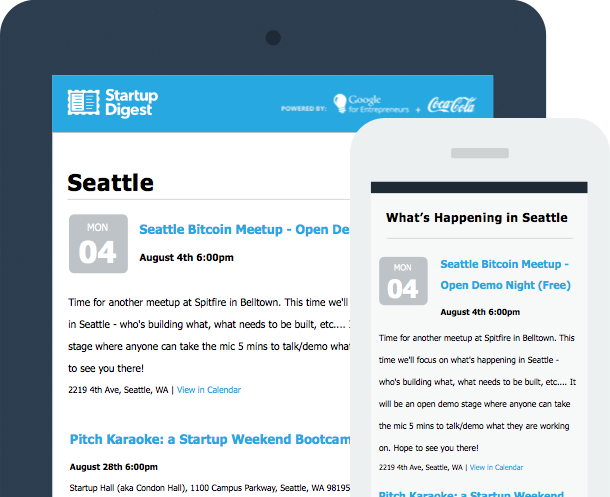 Startup
Digest
POWERED BY:
Google
for Entrepreneurs
+
Coca-Cola
Seattle
MON
04
Seattle Bitcoin Meetup - Open De
August 4th 6:00pm
Time for another meetup at Spitfire in Belltown. This time we'll
in Seattle - who's building what, what needs to be built, etc....
stage where anyone can take the mic 5 mins to talk/demo what
to see you there!
2219 4th Ave, Seattle, WA | View in Calendar
Pitch Karaoke: a Startup Weekend Bootcam
August 28th 6:00pm
Startup Hall (aka Condon Hall), 1100 Campus Parkway, Seattle, WA 98195
What's Happening in Seattle
MON
04
Seattle Bitcoin Meetup -
Open Demo Night (Free)
August 4th 6:00pm
Time for another meetup at Spitfire in Belltown. This
time we'll focus on what's happening in Seattle -
who's building what, what needs to be built, etc.... It
will be an open demo stage where anyone can take
the mic 5 mins to talk/demo what they are working
on. Hope to see you there!
2219 4th Ave, Seattle, WA | View in Calendar
Pitch Karaoke: a Startup Weekend